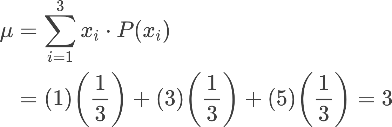 μ = ∑_{i=1}^{3} x_i · P(x_i)
= (1)(1/3) + (3)(1/3) + (5)(1/3) = 3